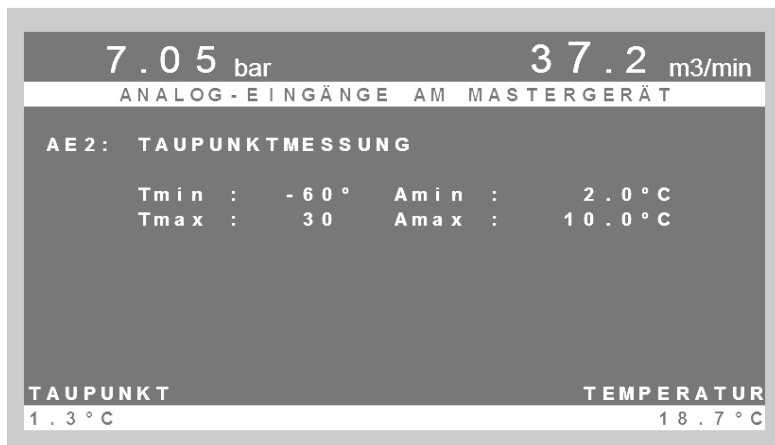 7.05 bar 37.2 m3/min
ANALOG-EINGÄNGE AM MASTERGERÄT
AE2: TAUPUNKTMESSUNG
Tmin : -60° Amin : 2.0°C
Tmax : 30 Amax : 10.0°C
TAUPUNKT TEMPERATUR
1.3°C 18.7°C